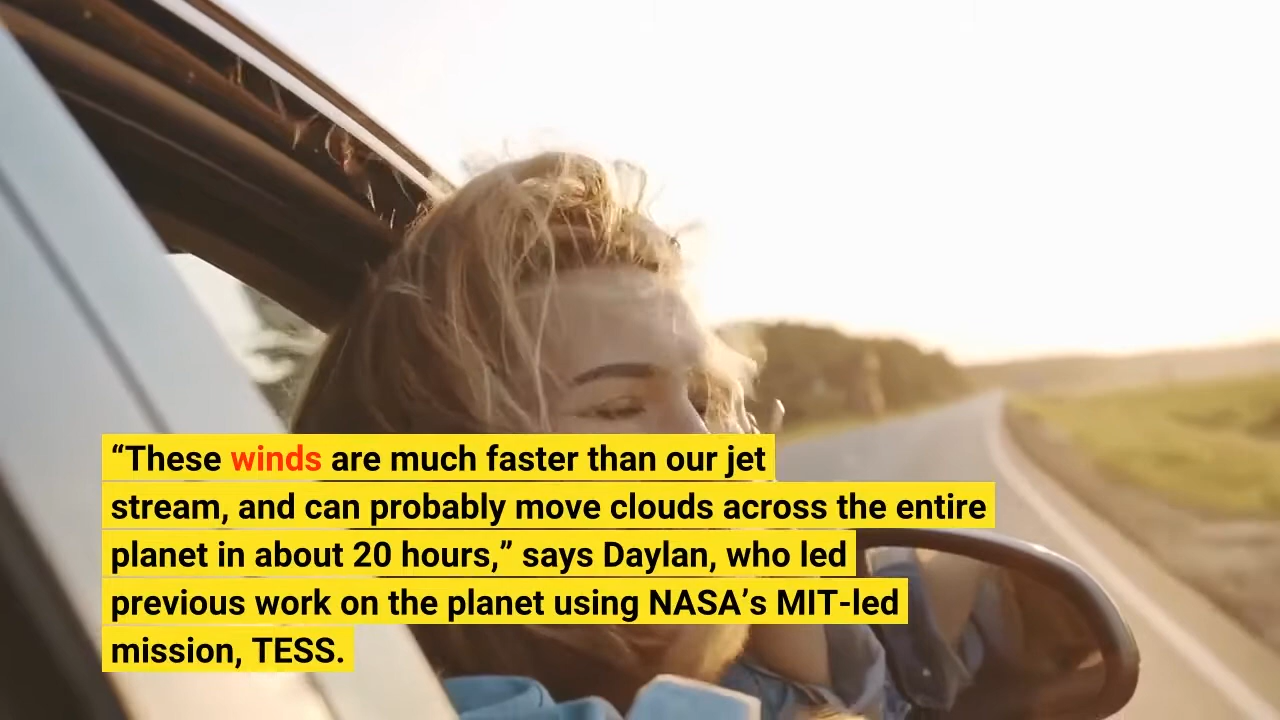 “These winds are much faster than our jet
stream, and can probably move clouds across the entire
planet in about 20 hours,” says Daylan, who led
previous work on the planet using NASA’s MIT-led
mission, TESS.